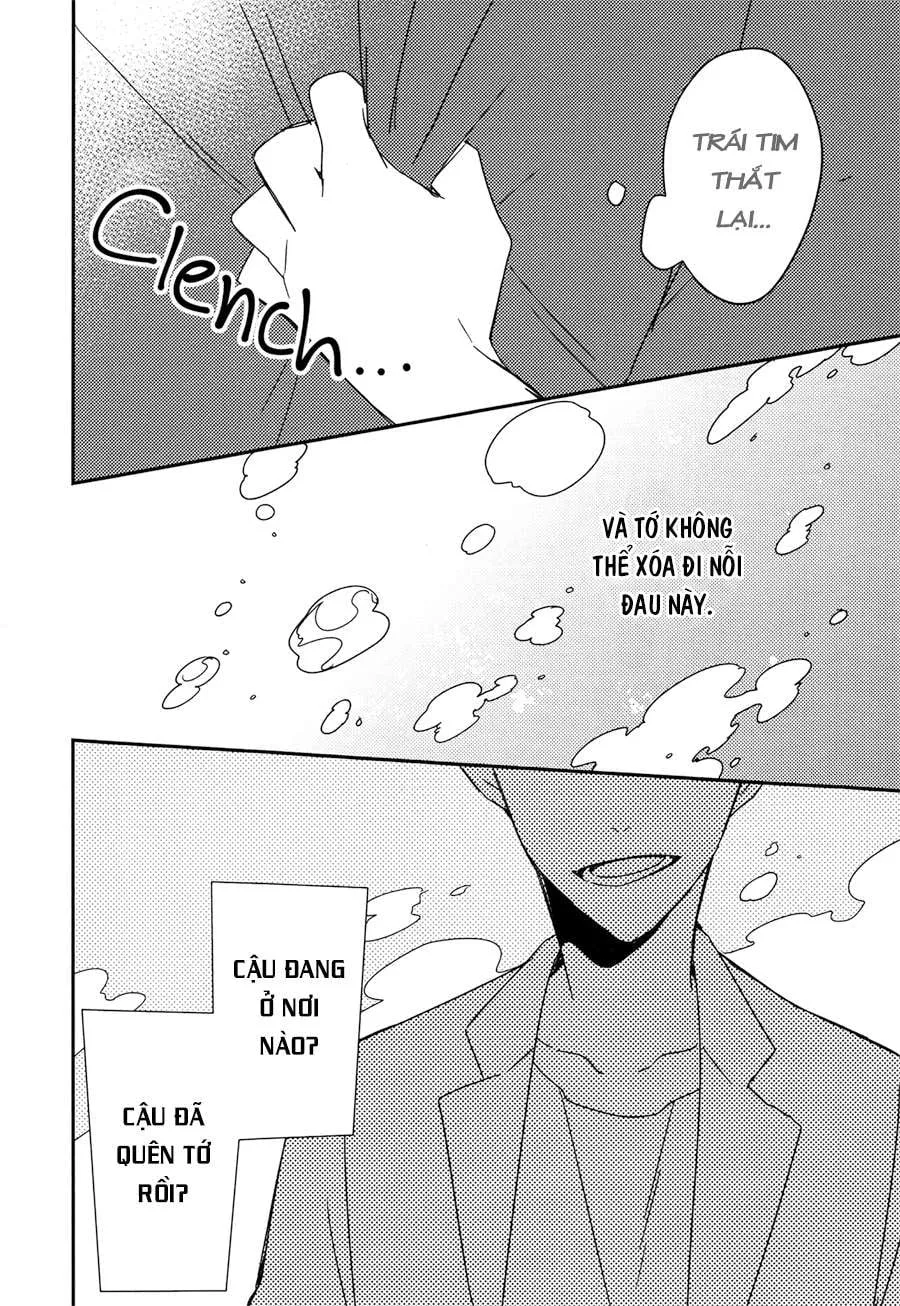 TRÁI TIM
THẮT
LẠI...
Clench...
VÀ TỚ KHÔNG
THỂ XÓA ĐI NỖI
ĐAU NÀY.
CẬU ĐANG
Ở NƠI
NÀO?
CẬU ĐÃ
QUÊN TỚ
RỒI?